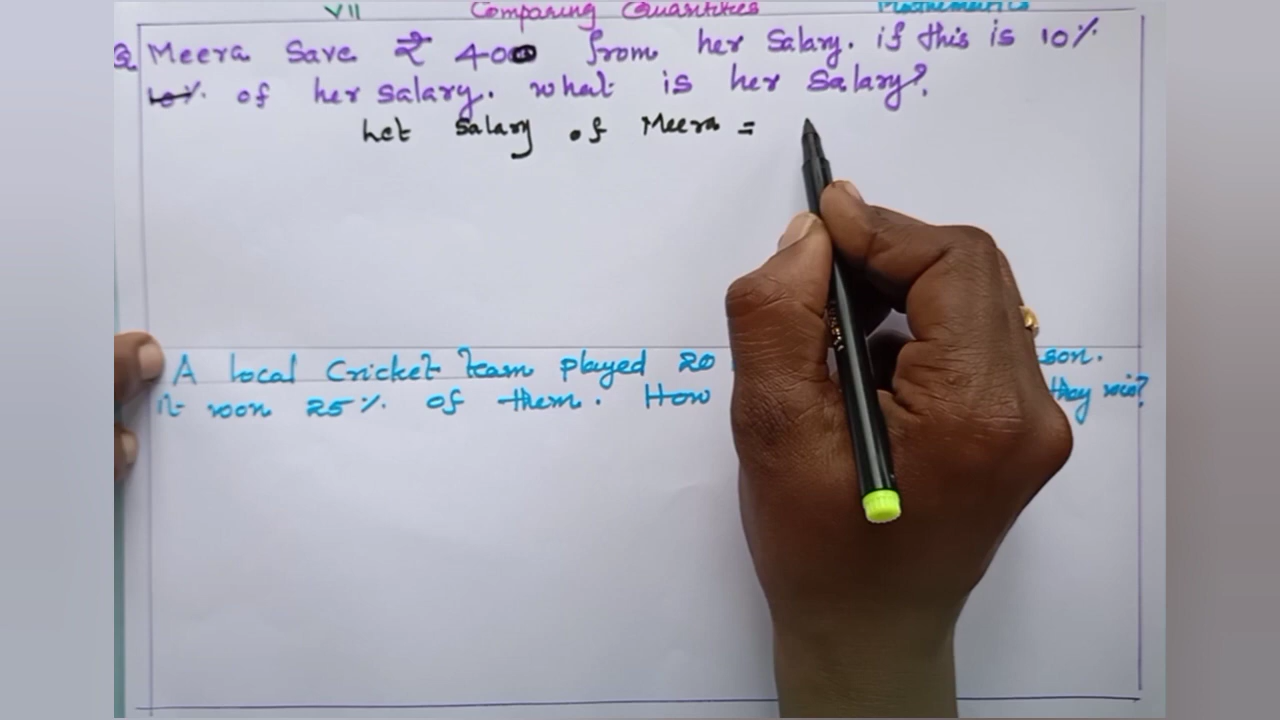 VII Comparing Quantities Mathematics
Q Meera Save ₹ 400 from her Salary. if this is 10%
10% of her salary. what is her Salary?
Let Salary of Meera =
A local Cricket team played 20 son.
it woon 25% of them. How they win?